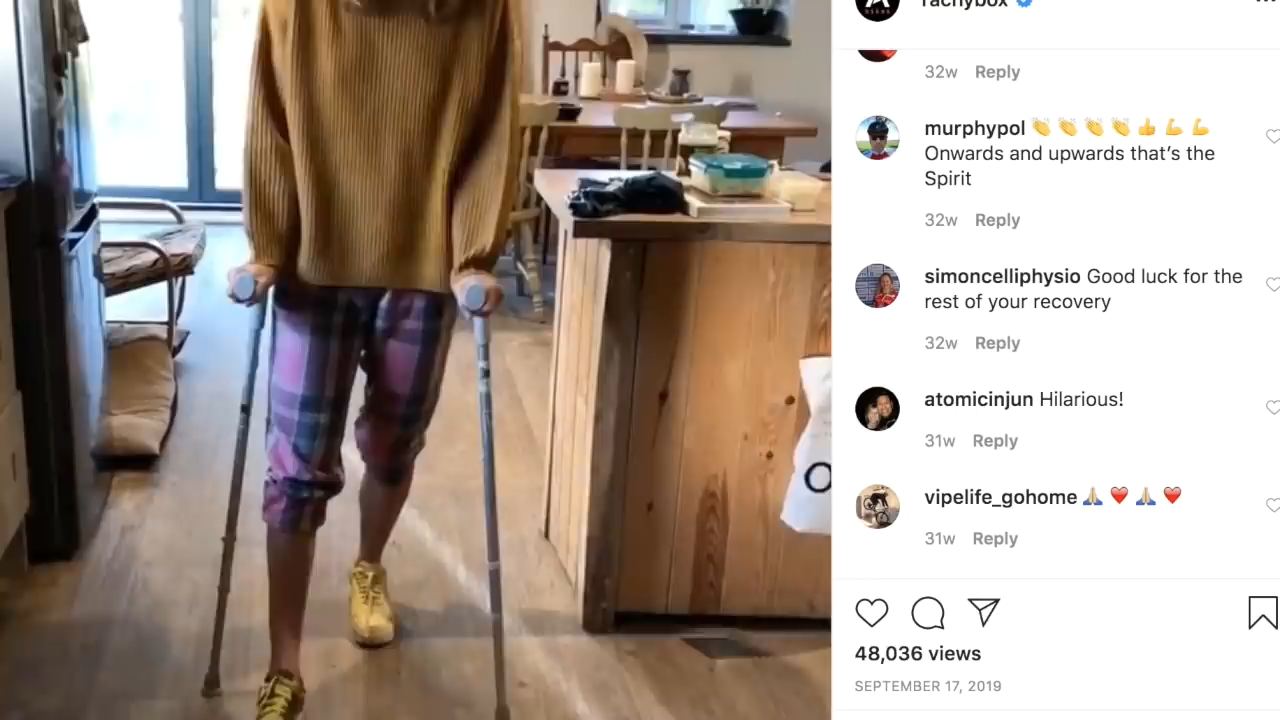 rachybox
32w Reply
murphypol 👏 👏 👏 👏 👍 💪 💪
Onwards and upwards that's the
Spirit
32w Reply
simoncelliphysio Good luck for the
rest of your recovery
32w Reply
atomicinjun Hilarious!
31w Reply
vipelife_gohome 🙏 ❤️ 🙏 ❤️
31w Reply
48,036 views
SEPTEMBER 17, 2019
O